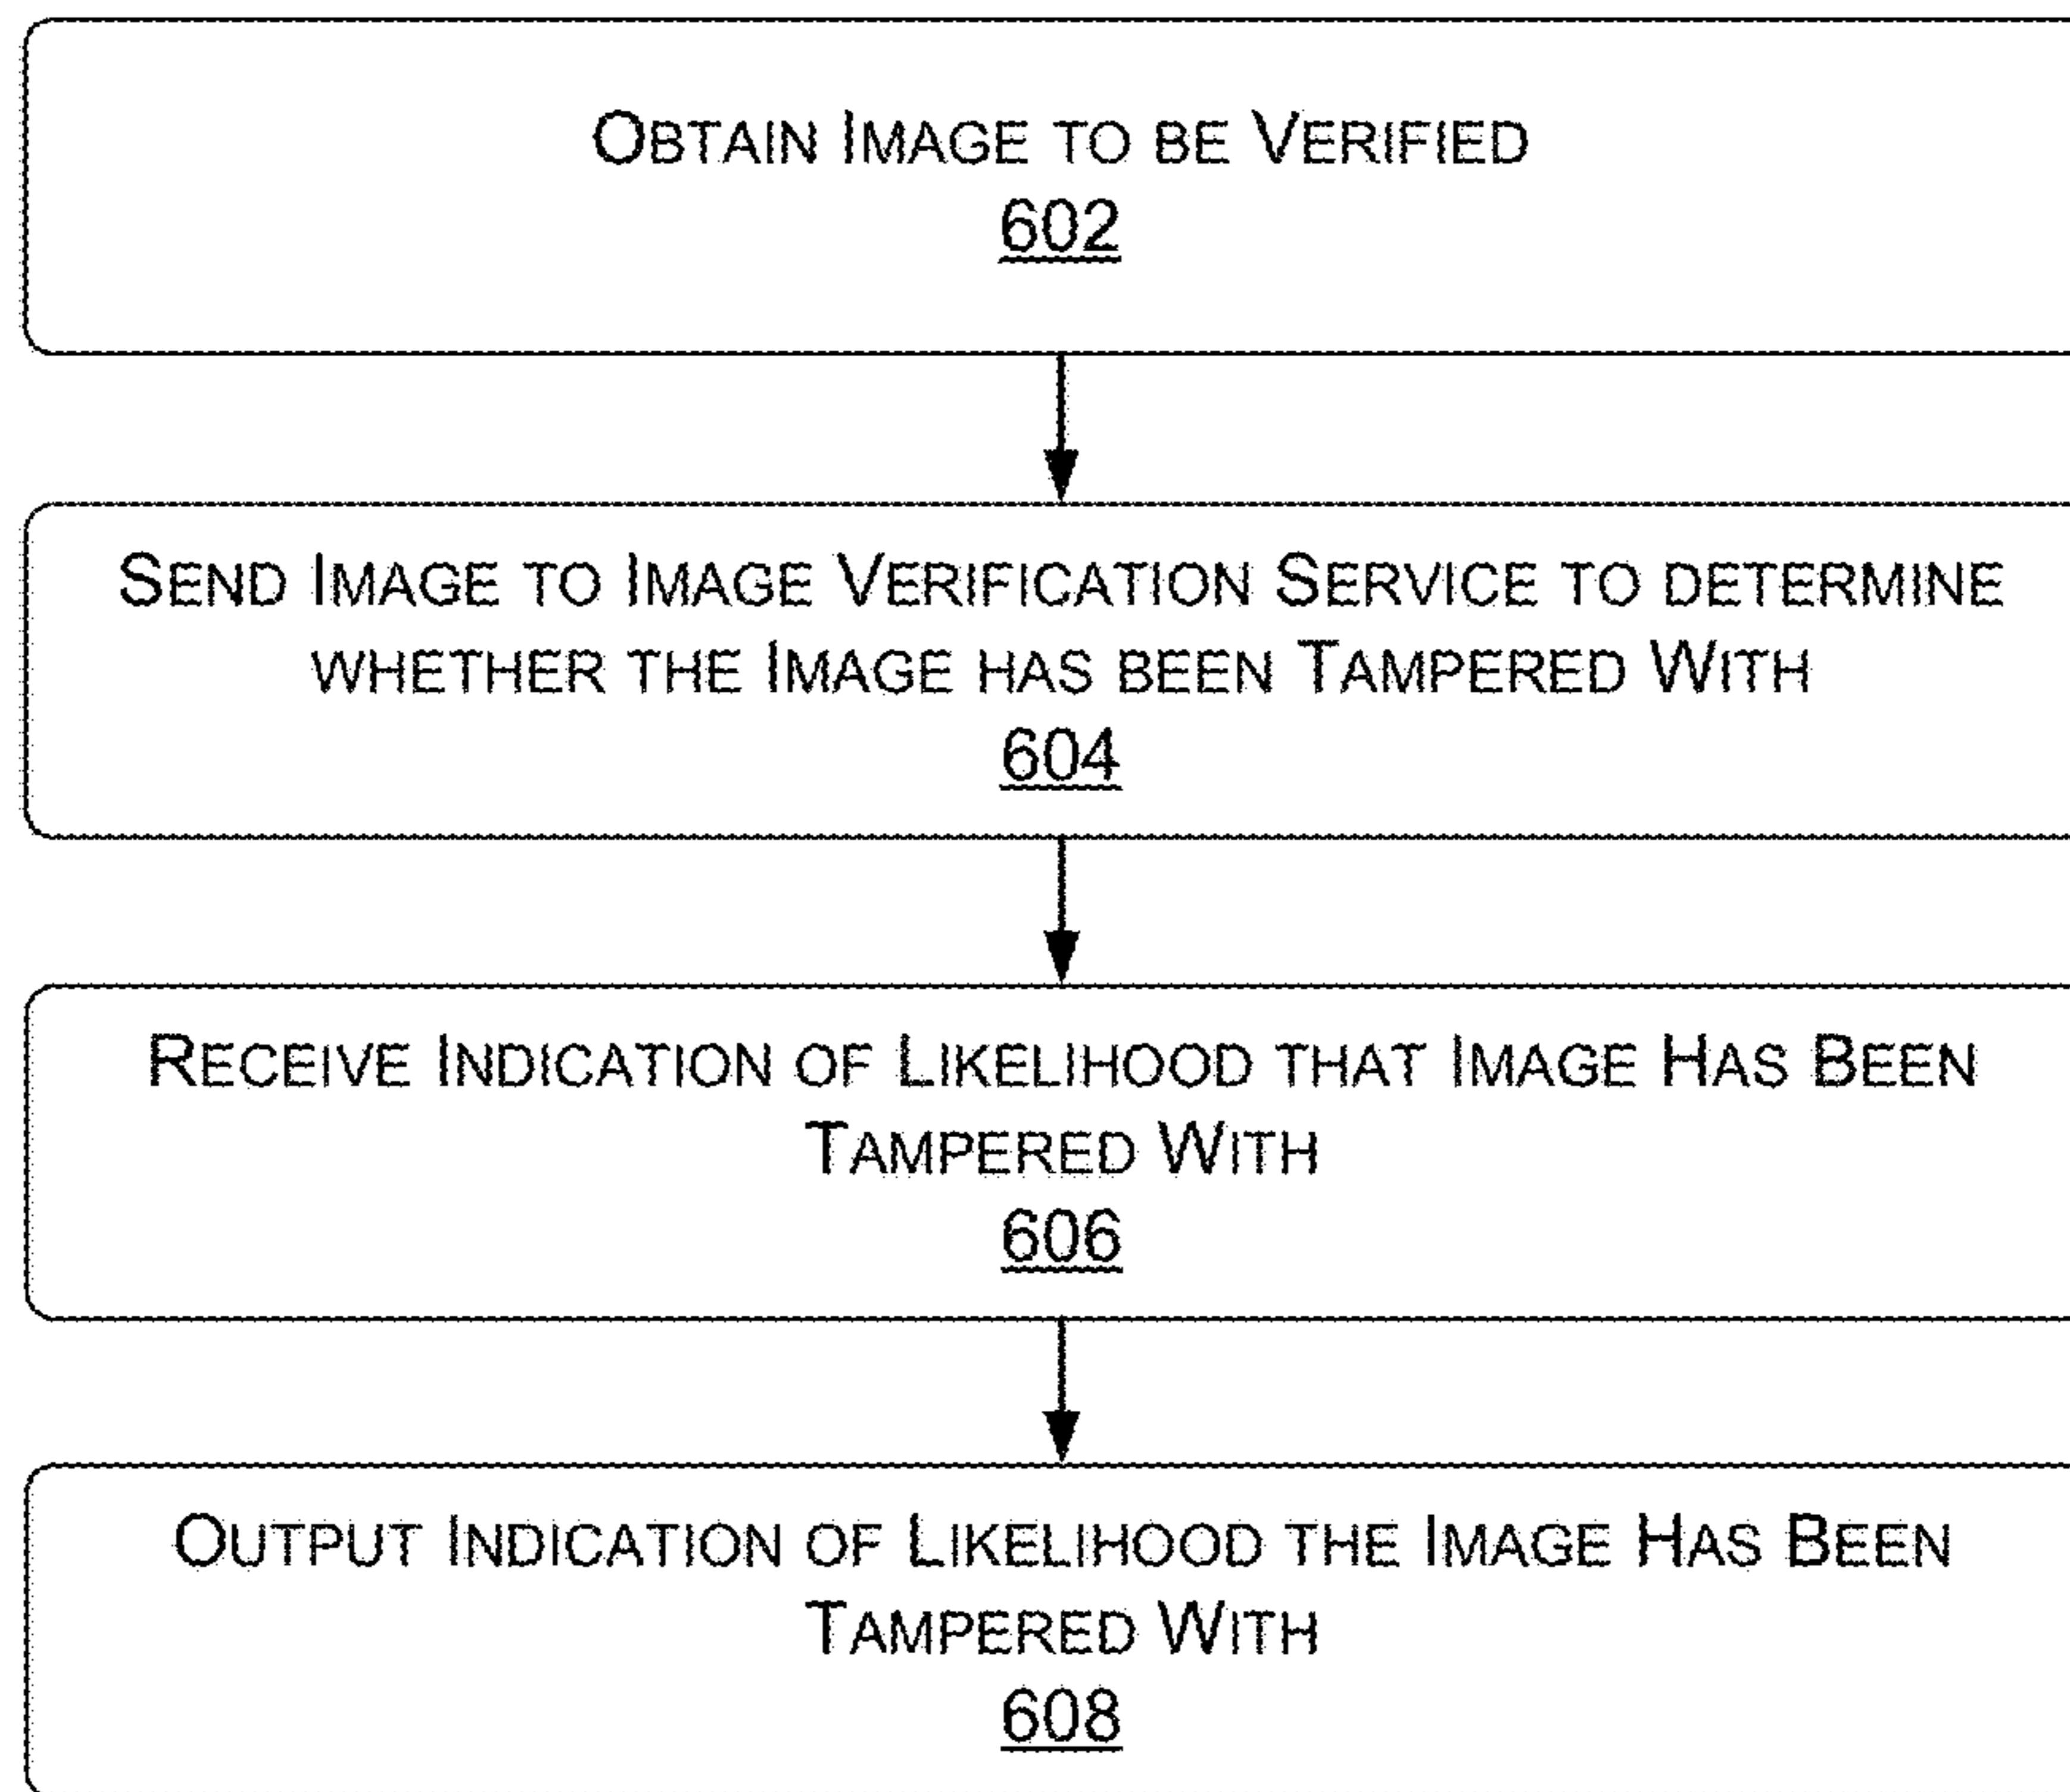 OBTAIN IMAGE TO BE VERIFIED
602
SEND IMAGE TO IMAGE VERIFICATION SERVICE TO DETERMINE
WHETHER THE IMAGE HAS BEEN TAMPERED WITH
604
RECEIVE INDICATION OF LIKELIHOOD THAT IMAGE HAS BEEN
TAMPERED WITH
606
OUTPUT INDICATION OF LIKELIHOOD THE IMAGE HAS BEEN
TAMPERED WITH
608